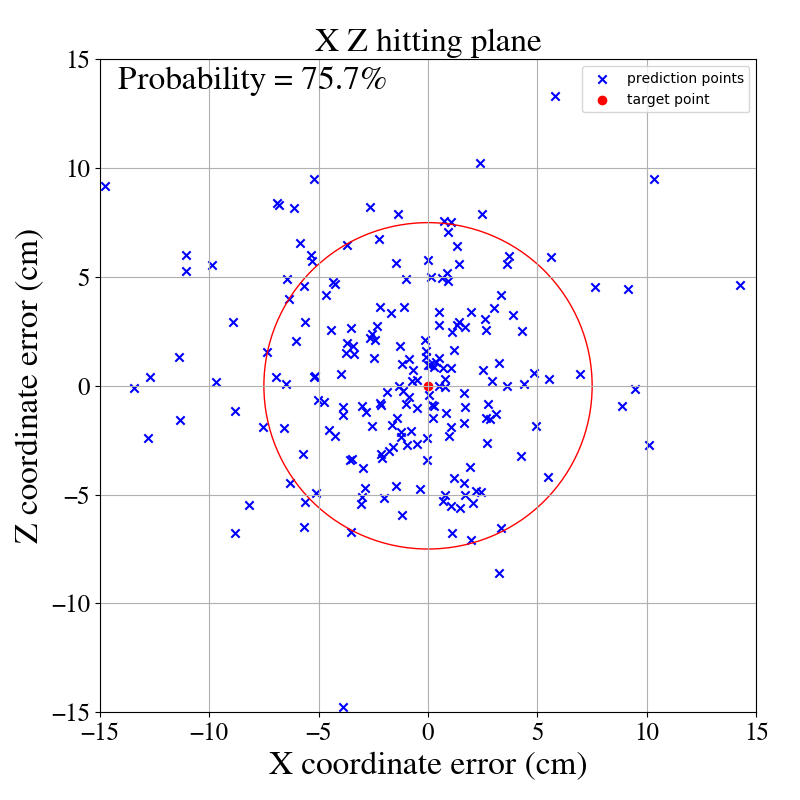 X Z hitting plane
Probability = 75.7%
prediction points
target point
15
10
5
0
−5
−10
−15
Z coordinate error (cm)
−15 −10 −5 0 5 10 15
X coordinate error (cm)